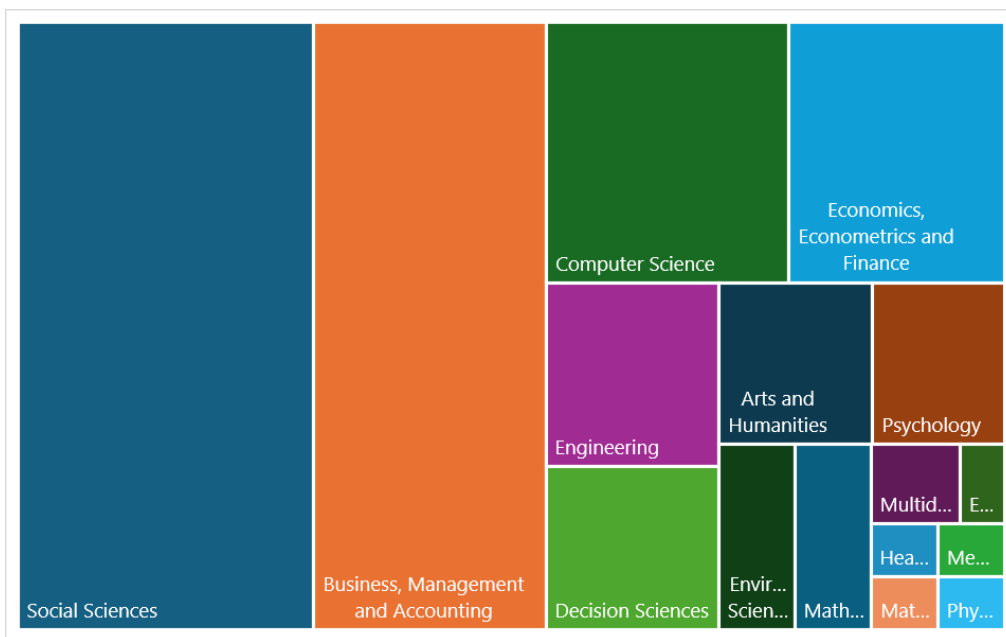 Social Sciences
Business, Management
and Accounting
Computer Science
Economics,
Econometrics and
Finance
Engineering
Decision Sciences
Arts and
Humanities
Psychology
Envir...
Scien...
Math...
Multid...
E...
Hea...
Me...
Mat...
Phy...